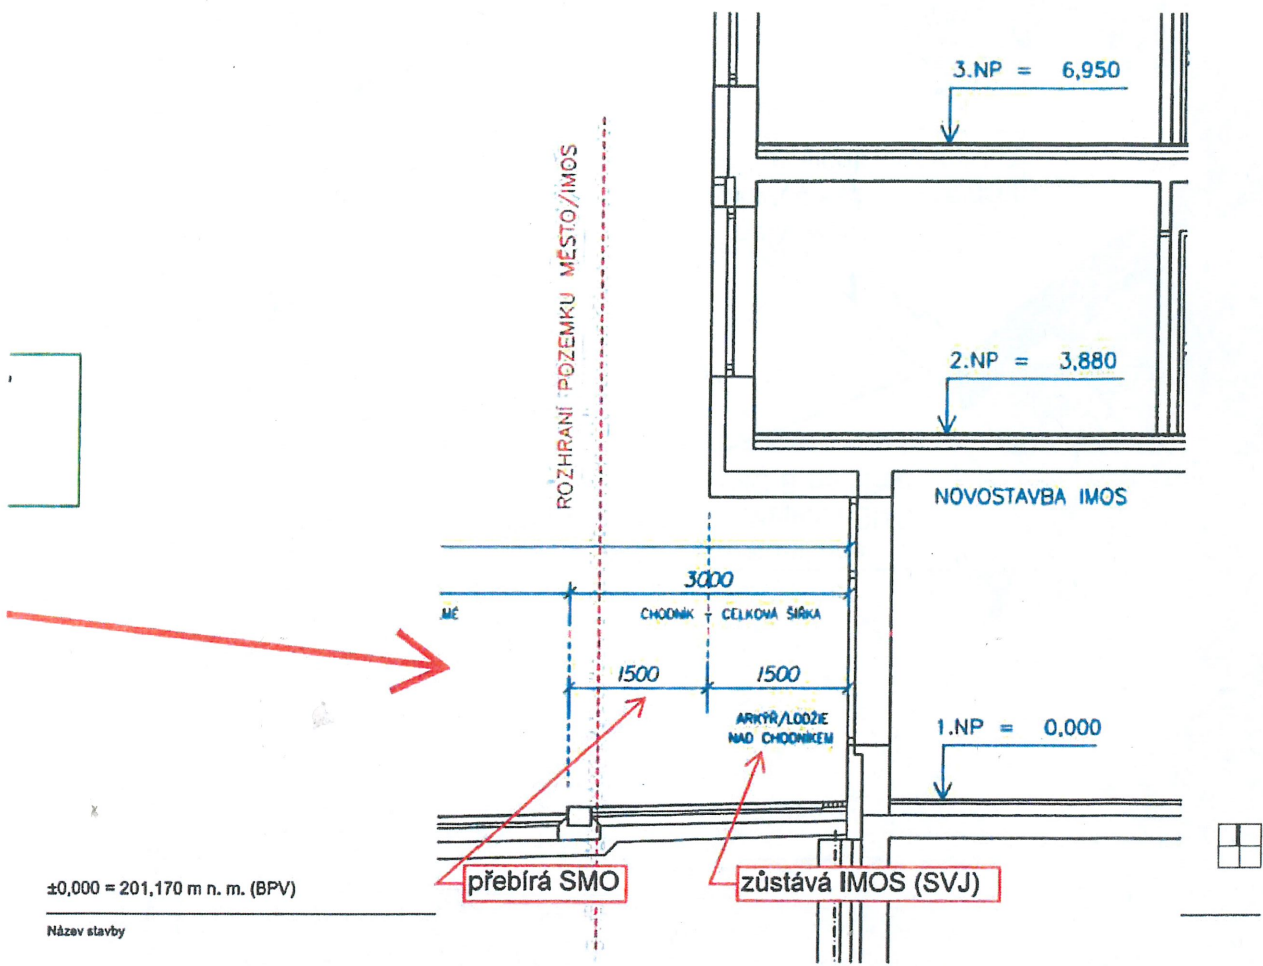 3.NP = 6,950
ROZHRANÍ POZEMKU MĚSTO/IMOS
2.NP = 3,880
NOVOSTAVBA IMOS
3000
CHODNÍK - CELKOVÁ ŠÍŘKA
1500
1500
ARKÝŘ/LODŽIE
NAD CHODNÍKEM
1.NP = 0,000
přebírá SMO
zůstává IMOS (SVJ)
±0,000 = 201,170 m n. m. (BPV)
Název stavby